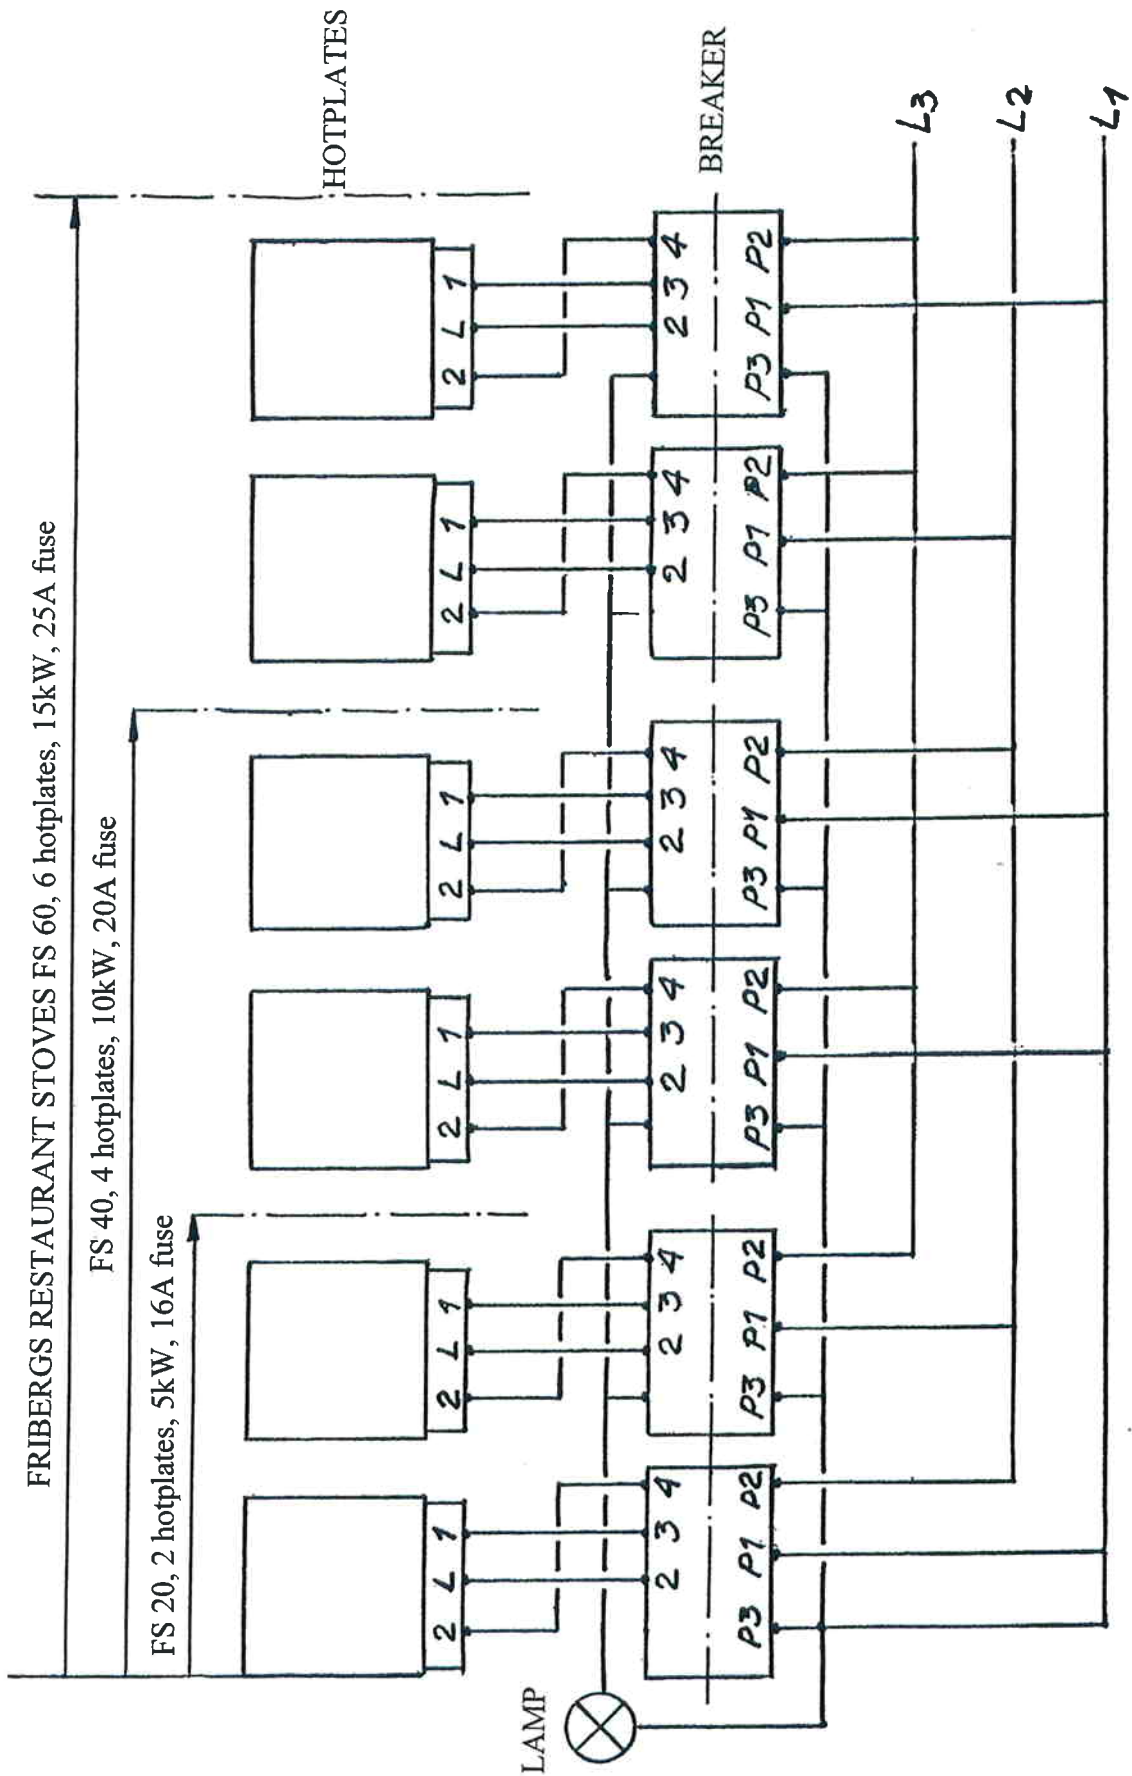 FRIBERGS RESTAURANT STOVES FS 60, 6 hotplates, 15kW, 25A fuse
FS 40, 4 hotplates, 10kW, 20A fuse
FS 20, 2 hotplates, 5kW, 16A fuse
HOTPLATES
2 L 1 2 L 1 2 L 1 2 L 1 2 L 1 2 L 1
LAMP
2 3 4 2 3 4 2 3 4 2 3 4 2 3 4 2 3 4
BREAKER
P3 P1 P2 P3 P1 P2 P3 P1 P2 P3 P1 P2 P3 P1 P2 P3 P1 P2
L3
L2
L1